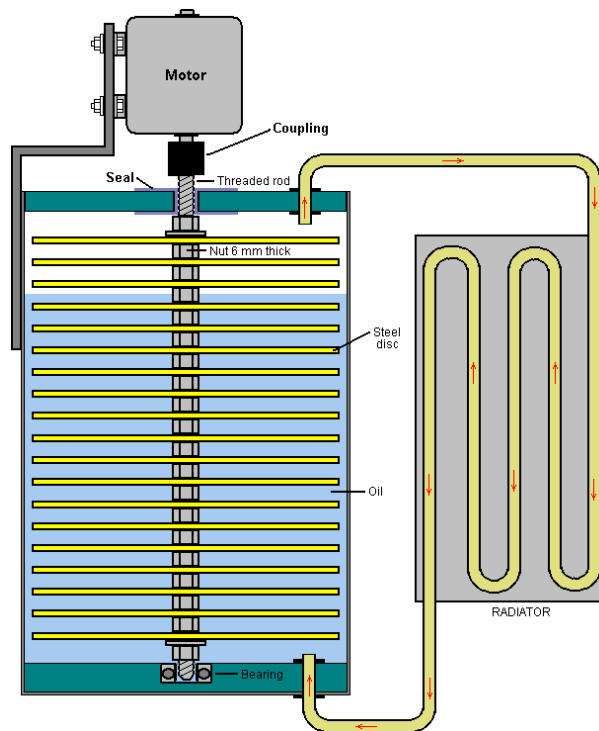 Motor
Coupling
Seal
Threaded rod
Nut 6 mm thick
Steel
disc
Oil
RADIATOR
Bearing